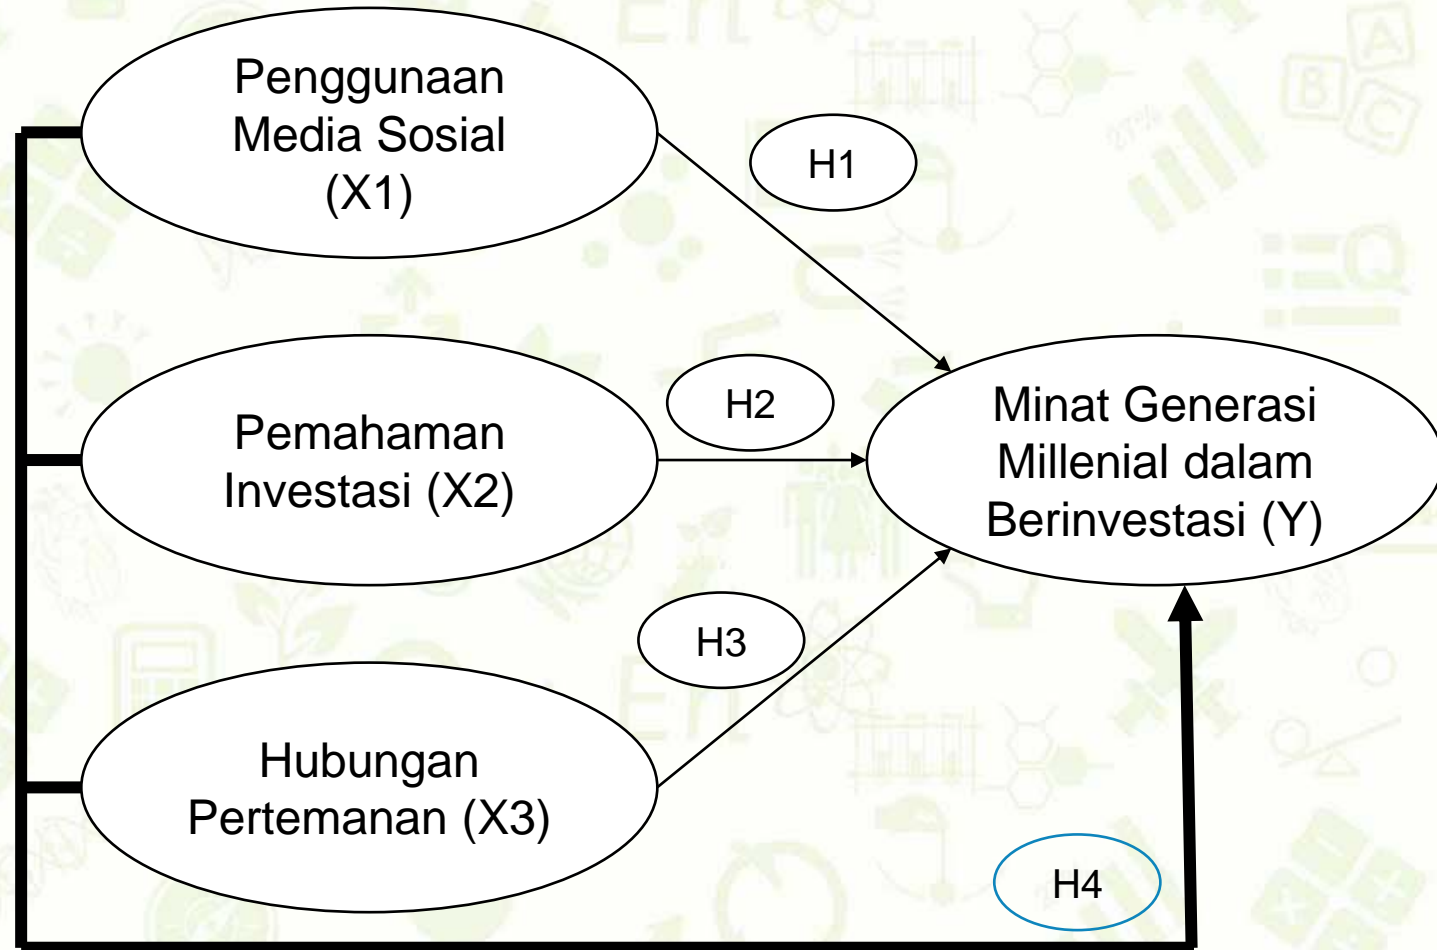 Penggunaan
Media Sosial
(X1)
H1
Pemahaman
Investasi (X2)
H2
Minat Generasi
Millenial dalam
Berinvestasi (Y)
H3
Hubungan
Pertemanan (X3)
H4